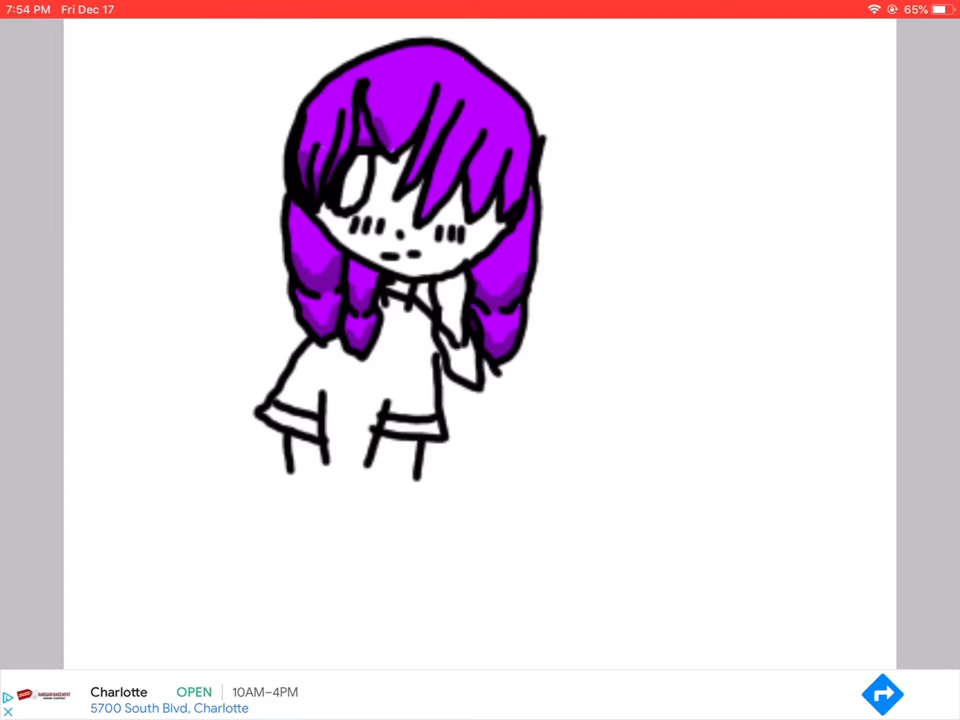 7:54 PM Fri Dec 17
65%
Charlotte OPEN 10AM–4PM
5700 South Blvd, Charlotte